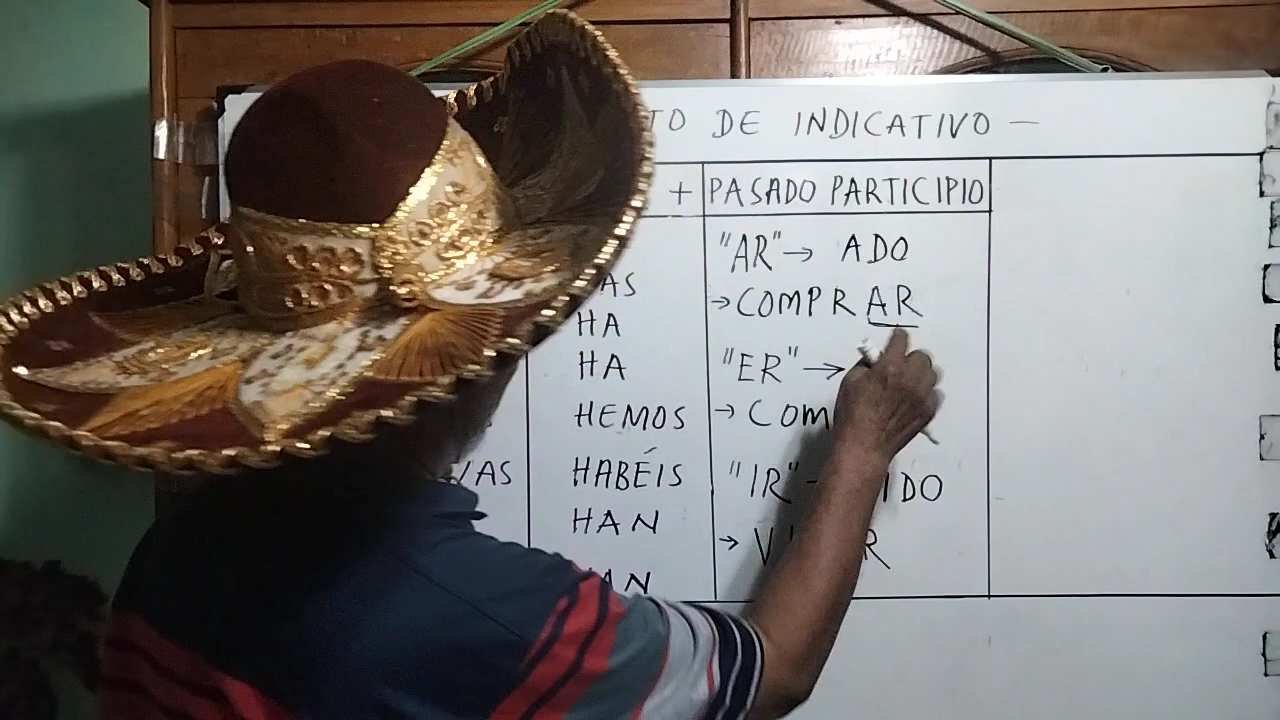 TO DE INDICATIVO —
+ PASADO PARTICIPIO
"AR" → ADO
AS → COMPRAR
HA
HA "ER" →
HEMOS → COM
VAS HABÉIS "IR" IDO
HAN
→ V R
AN